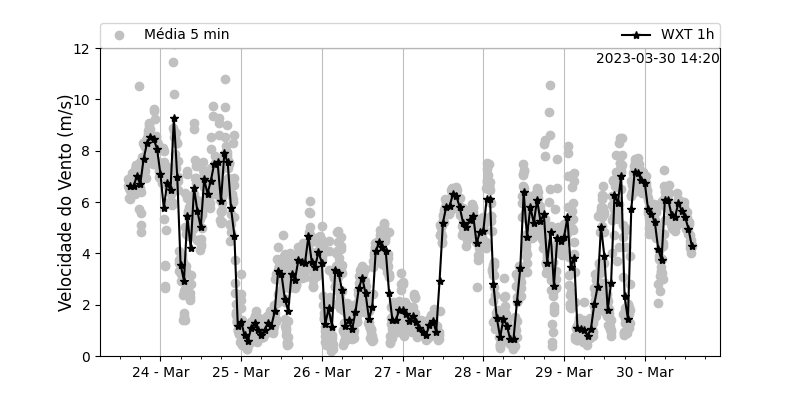 Média 5 min
WXT 1h
2023-03-30 14:20
Velocidade do Vento (m/s)
12
10
8
6
4
2
0
24 - Mar
25 - Mar
26 - Mar
27 - Mar
28 - Mar
29 - Mar
30 - Mar